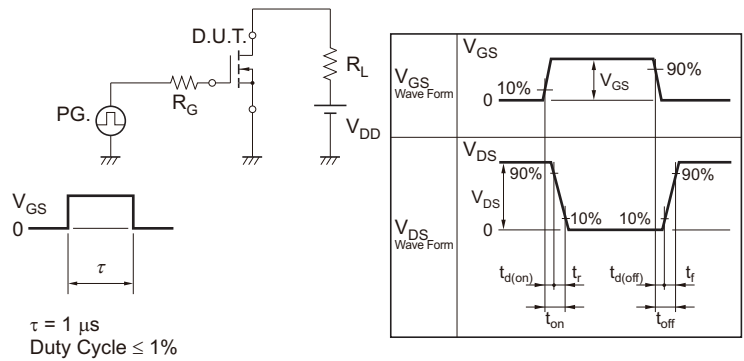 D.U.T.
R_L
R_G
PG.
V_DD
V_GS
0
τ
τ = 1 μs
Duty Cycle ≤ 1%
V_GS
Wave Form
V_GS
10%
0
V_GS
90%
V_DS
Wave Form
V_DS
90%
V_DS
0
10%
10%
90%
t_d(on)
t_r
t_d(off)
t_f
t_on
t_off